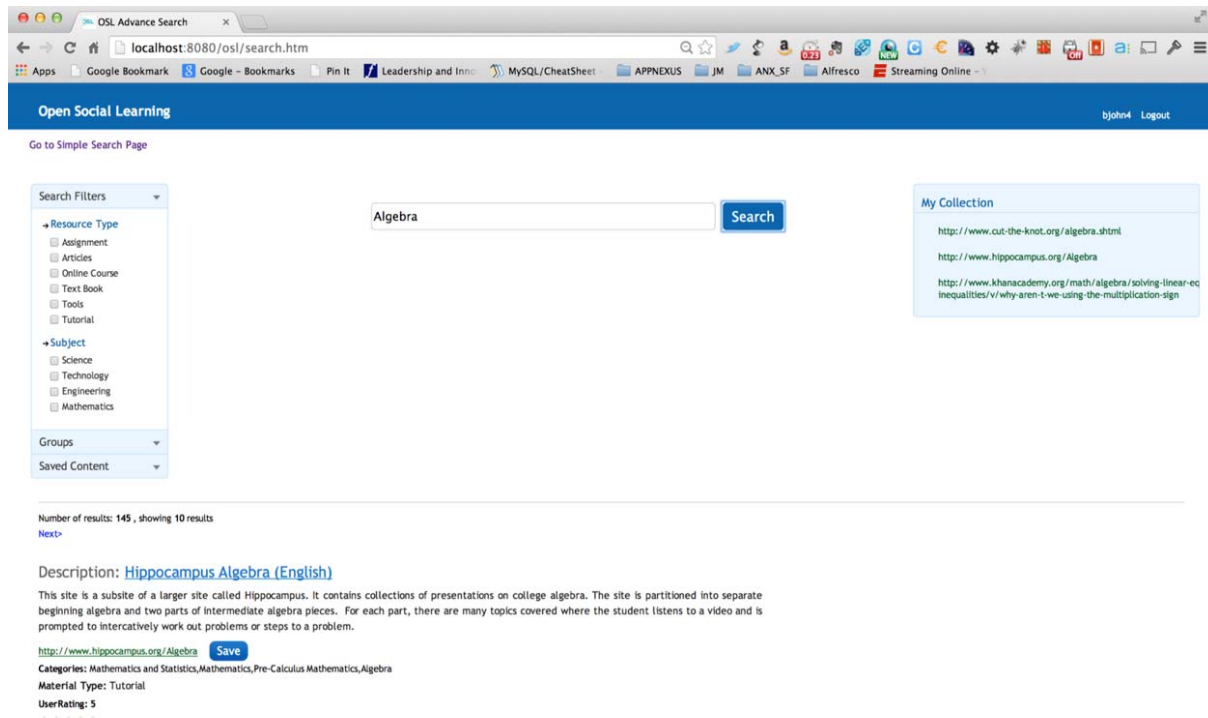 OSL Advance Search
localhost:8080/osl/search.htm
Apps Google Bookmark Google - Bookmarks Pin It Leadership and Inno MySQL/CheatSheet APPNEXUS JM ANX_SF Alfresco Streaming Online -
Open Social Learning
bjohn4 Logout
Go to Simple Search Page
Search Filters
Resource Type
Assignment
Articles
Online Course
Text Book
Tools
Tutorial
Subject
Science
Technology
Engineering
Mathematics
Groups
Saved Content
Algebra
Search
My Collection
http://www.cut-the-knot.org/algebra.shtml
http://www.hippocampus.org/Algebra
http://www.khanacademy.org/math/algebra/solving-linear-eq
inequalities/v/why-aren-t-we-using-the-multiplication-sign
Number of results: 145 , showing 10 results
Next>
Description: Hippocampus Algebra (English)
This site is a subsite of a larger site called Hippocampus. It contains collections of presentations on college algebra. The site is partitioned into separate
beginning algebra and two parts of intermediate algebra pieces. For each part, there are many topics covered where the student listens to a video and is
prompted to intercatively work out problems or steps to a problem.
http://www.hippocampus.org/Algebra Save
Categories: Mathematics and Statistics,Mathematics,Pre-Calculus Mathematics,Algebra
Material Type: Tutorial
UserRating: 5